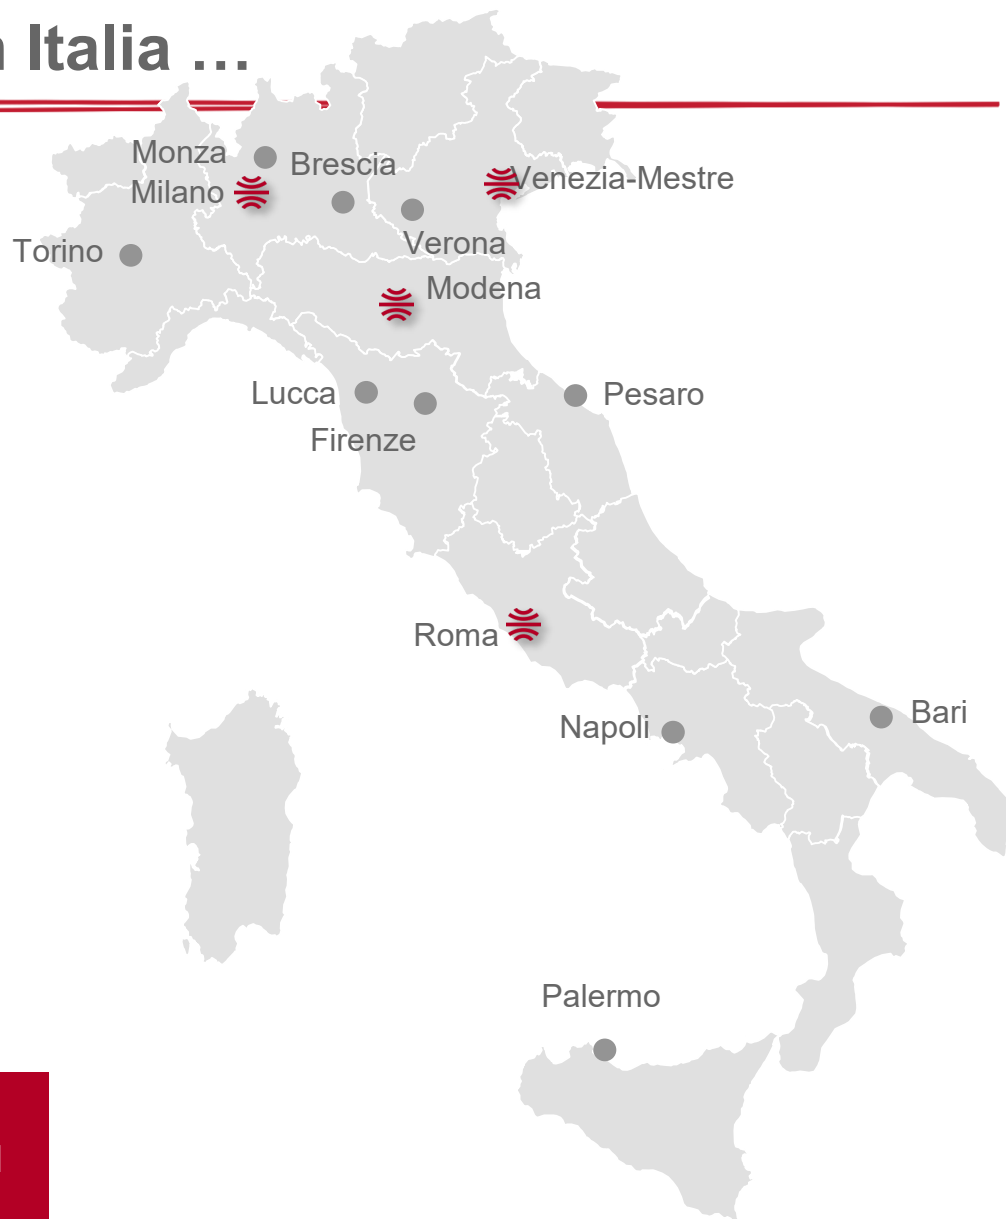 Italia ...
Monza
Brescia
Milano
Venezia-Mestre
Torino
Verona
Modena
Lucca
Pesaro
Firenze
Roma
Napoli
Bari
Palermo